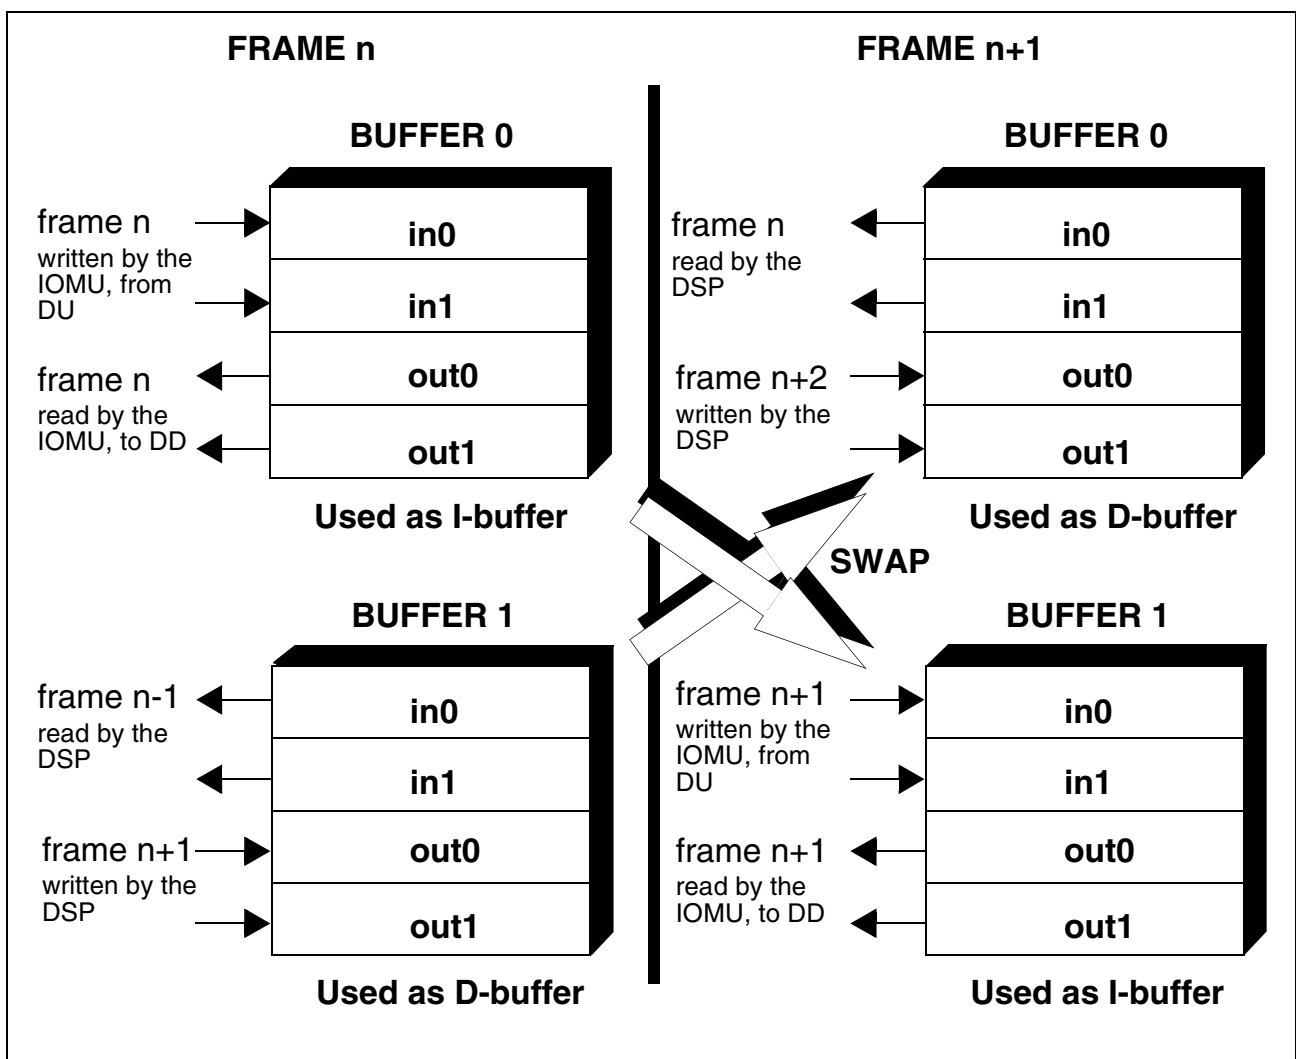 FRAME n
BUFFER 0
frame n
written by the
IOMU, from
DU
frame n
read by the
IOMU, to DD
in0
in1
out0
out1
Used as I-buffer
BUFFER 1
frame n-1
read by the
DSP
frame n+1
written by the
DSP
in0
in1
out0
out1
Used as D-buffer
SWAP
FRAME n+1
BUFFER 0
frame n
read by the
DSP
frame n+2
written by the
DSP
in0
in1
out0
out1
Used as D-buffer
BUFFER 1
frame n+1
written by the
IOMU, from
DU
frame n+1
read by the
IOMU, to DD
in0
in1
out0
out1
Used as I-buffer